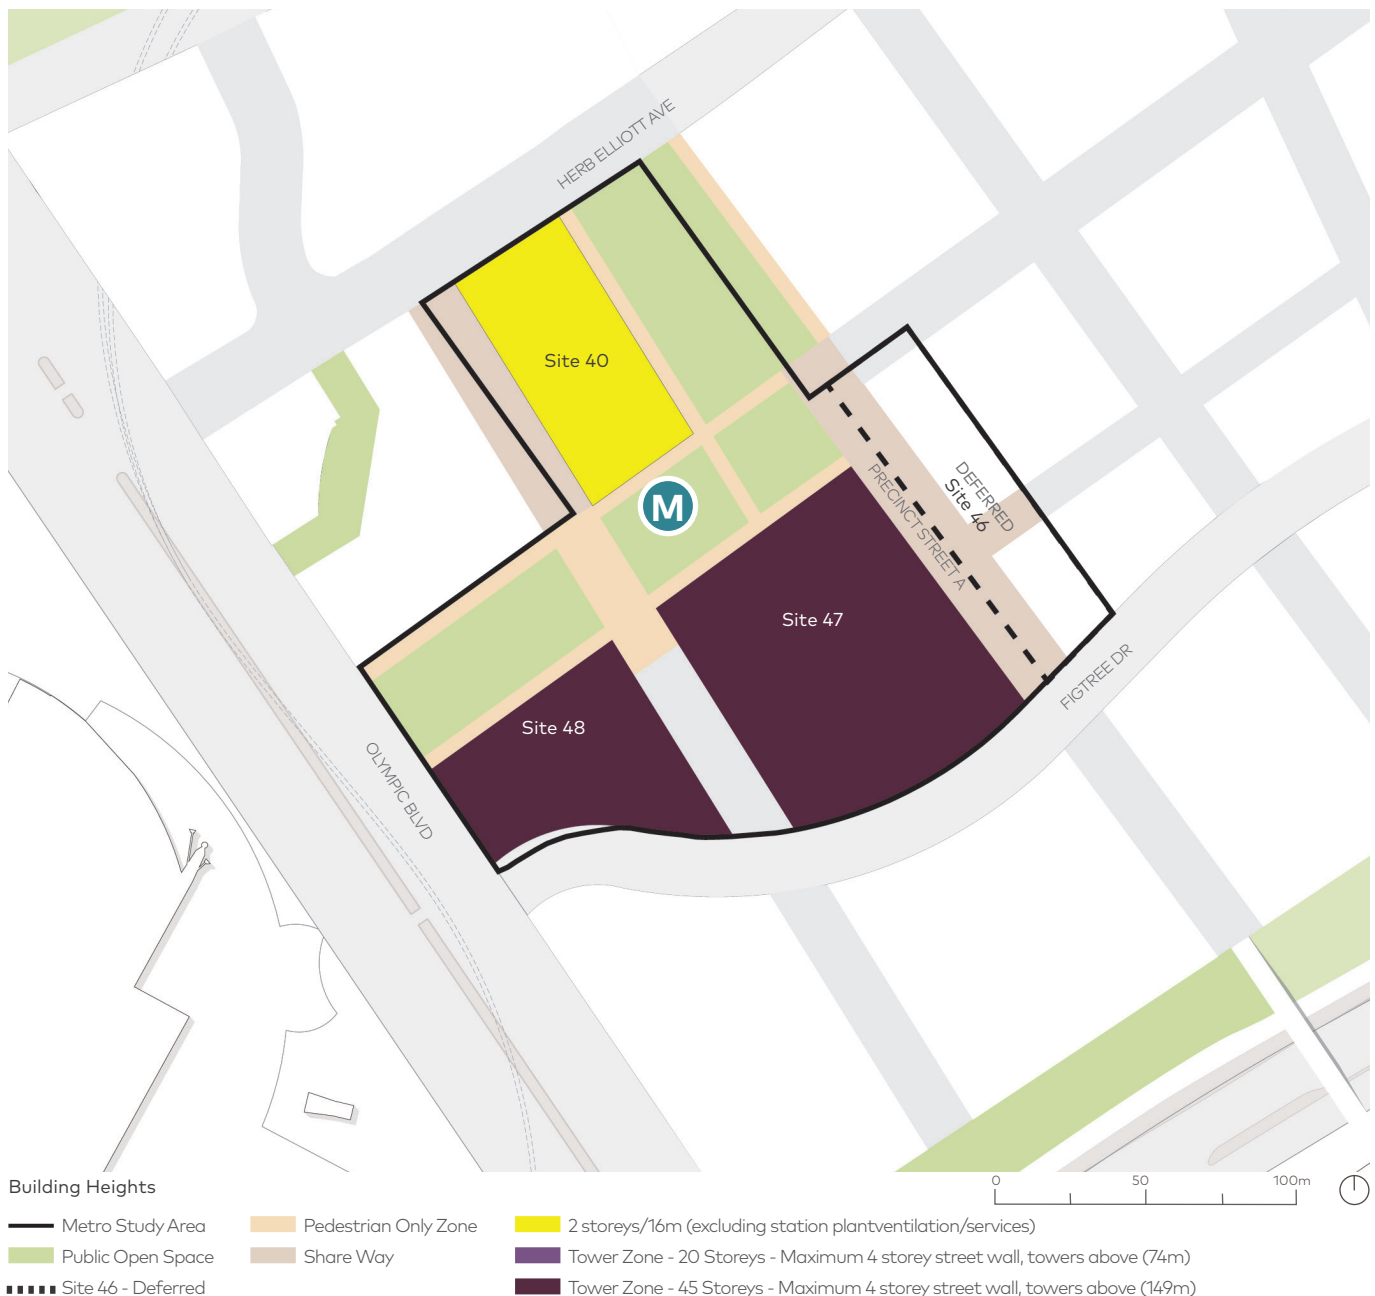 HERB ELLIOTT AVE
Site 40
M
DEFERRED
Site 46
PRECINCT STREET A
Site 47
Site 48
FIGTREE DR
OLYMPIC BLVD
Building Heights
0 50 100m
Metro Study Area
Public Open Space
Site 46 - Deferred
Pedestrian Only Zone
Share Way
2 storeys/16m (excluding station plantventilation/services)
Tower Zone - 20 Storeys - Maximum 4 storey street wall, towers above (74m)
Tower Zone - 45 Storeys - Maximum 4 storey street wall, towers above (149m)